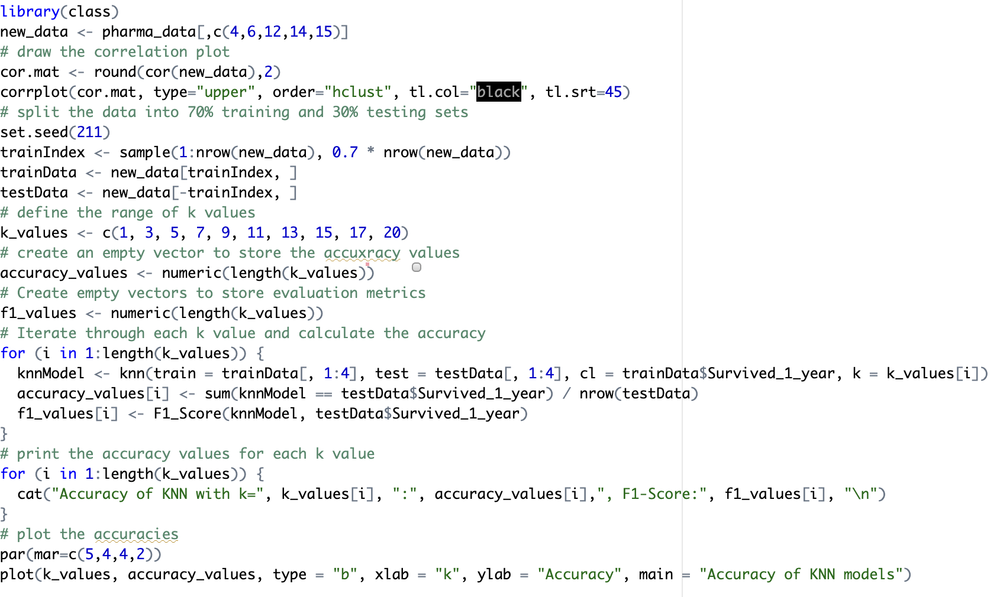 library(class)
new_data <- pharma_data[,c(4,6,12,14,15)]
# draw the correlation plot
cor.mat <- round(cor(new_data),2)
corrplot(cor.mat, type="upper", order="hclust", tl.col="black", tl.srt=45)
# split the data into 70% training and 30% testing sets
set.seed(211)
trainIndex <- sample(1:nrow(new_data), 0.7 * nrow(new_data))
trainData <- new_data[trainIndex, ]
testData <- new_data[-trainIndex, ]
# define the range of k values
k_values <- c(1, 3, 5, 7, 9, 11, 13, 15, 17, 20)
# create an empty vector to store the accuxracy values
accuracy_values <- numeric(length(k_values))
# Create empty vectors to store evaluation metrics
f1_values <- numeric(length(k_values))
# Iterate through each k value and calculate the accuracy
for (i in 1:length(k_values)) {
  knnModel <- knn(train = trainData[, 1:4], test = testData[, 1:4], cl = trainData$Survived_1_year, k = k_values[i])
  accuracy_values[i] <- sum(knnModel == testData$Survived_1_year) / nrow(testData)
  f1_values[i] <- F1_Score(knnModel, testData$Survived_1_year)
}
# print the accuracy values for each k value
for (i in 1:length(k_values)) {
  cat("Accuracy of KNN with k=", k_values[i], ":", accuracy_values[i],", F1-Score:", f1_values[i], "\n")
}
# plot the accuracies
par(mar=c(5,4,4,2))
plot(k_values, accuracy_values, type = "b", xlab = "k", ylab = "Accuracy", main = "Accuracy of KNN models")